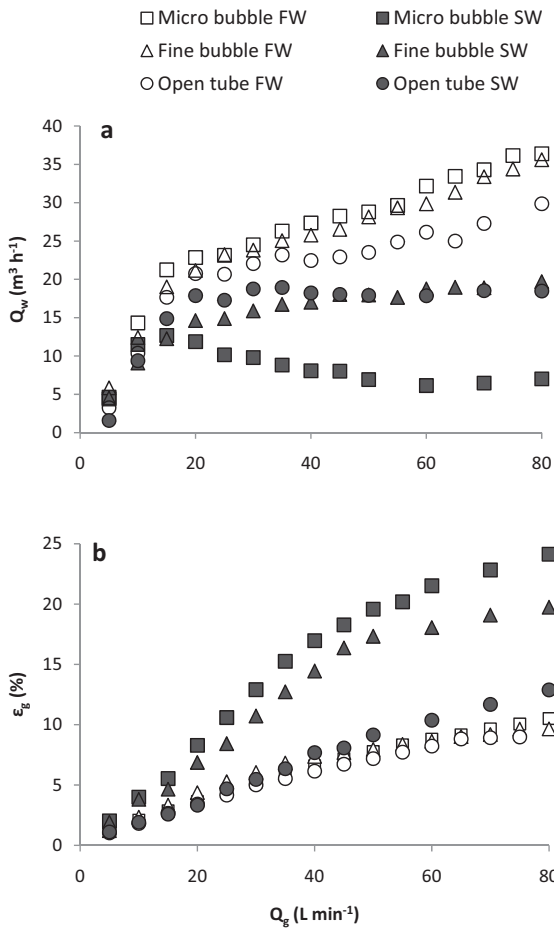 Micro bubble FW Micro bubble SW
Fine bubble FW Fine bubble SW
Open tube FW Open tube SW
a
40
35
30
25
20
15
10
5
0
Q_w (m³ h⁻¹)
0 20 40 60 80
b
25
20
15
10
5
0
ε_g (%)
0 20 40 60 80
Q_g (L min⁻¹)